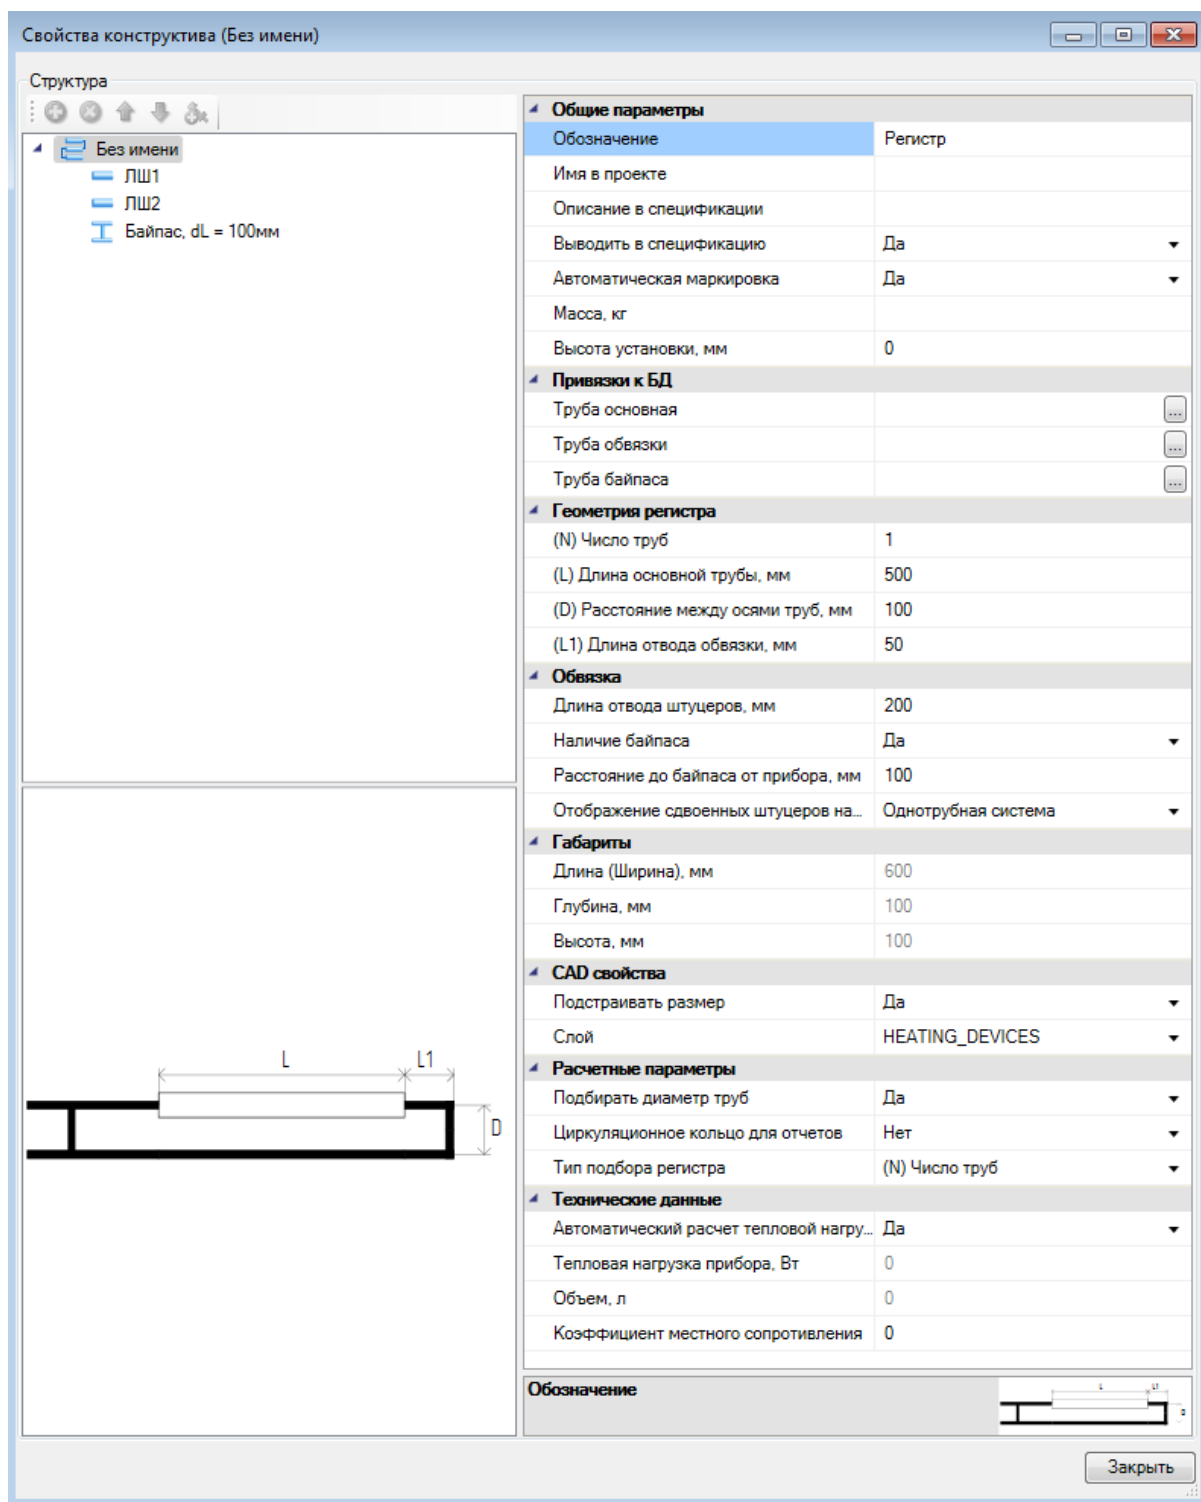 Свойства конструктива (Без имени)
Структура
Без имени
ЛШ1
ЛШ2
Байпас, dL = 100мм
L
L1
D
Общие параметры
Обозначение Регистр
Имя в проекте
Описание в спецификации
Выводить в спецификацию Да
Автоматическая маркировка Да
Масса, кг
Высота установки, мм 0
Привязки к БД
Труба основная ...
Труба обвязки ...
Труба байпаса ...
Геометрия регистра
(N) Число труб 1
(L) Длина основной трубы, мм 500
(D) Расстояние между осями труб, мм 100
(L1) Длина отвода обвязки, мм 50
Обвязка
Длина отвода штуцеров, мм 200
Наличие байпаса Да
Расстояние до байпаса от прибора, мм 100
Отображение сдвоенных штуцеров на... Однотрубная система
Габариты
Длина (Ширина), мм 600
Глубина, мм 100
Высота, мм 100
CAD свойства
Подстраивать размер Да
Слой HEATING_DEVICES
Расчетные параметры
Подбирать диаметр труб Да
Циркуляционное кольцо для отчетов Нет
Тип подбора регистра (N) Число труб
Технические данные
Автоматический расчет тепловой нагру... Да
Тепловая нагрузка прибора, Вт 0
Объем, л 0
Коэффициент местного сопротивления 0
Обозначение
L L1
D
Закрыть